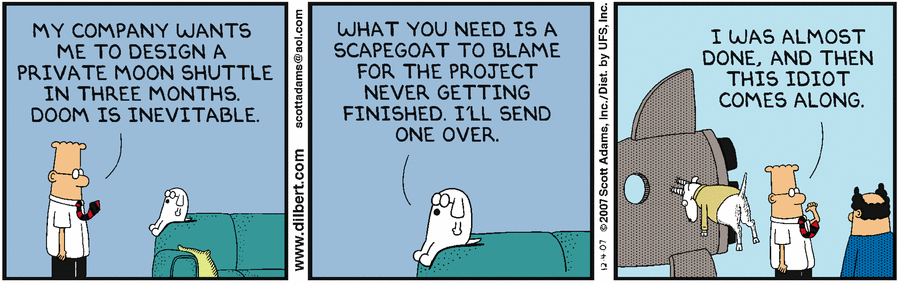 MY COMPANY WANTS
ME TO DESIGN A
PRIVATE MOON SHUTTLE
IN THREE MONTHS.
DOOM IS INEVITABLE.
www.dilbert.com scottadams@aol.com
WHAT YOU NEED IS A
SCAPEGOAT TO BLAME
FOR THE PROJECT
NEVER GETTING
FINISHED. I'LL SEND
ONE OVER.
12-4-07 ©2007 Scott Adams, Inc./Dist. by UFS, Inc.
I WAS ALMOST
DONE, AND THEN
THIS IDIOT
COMES ALONG.